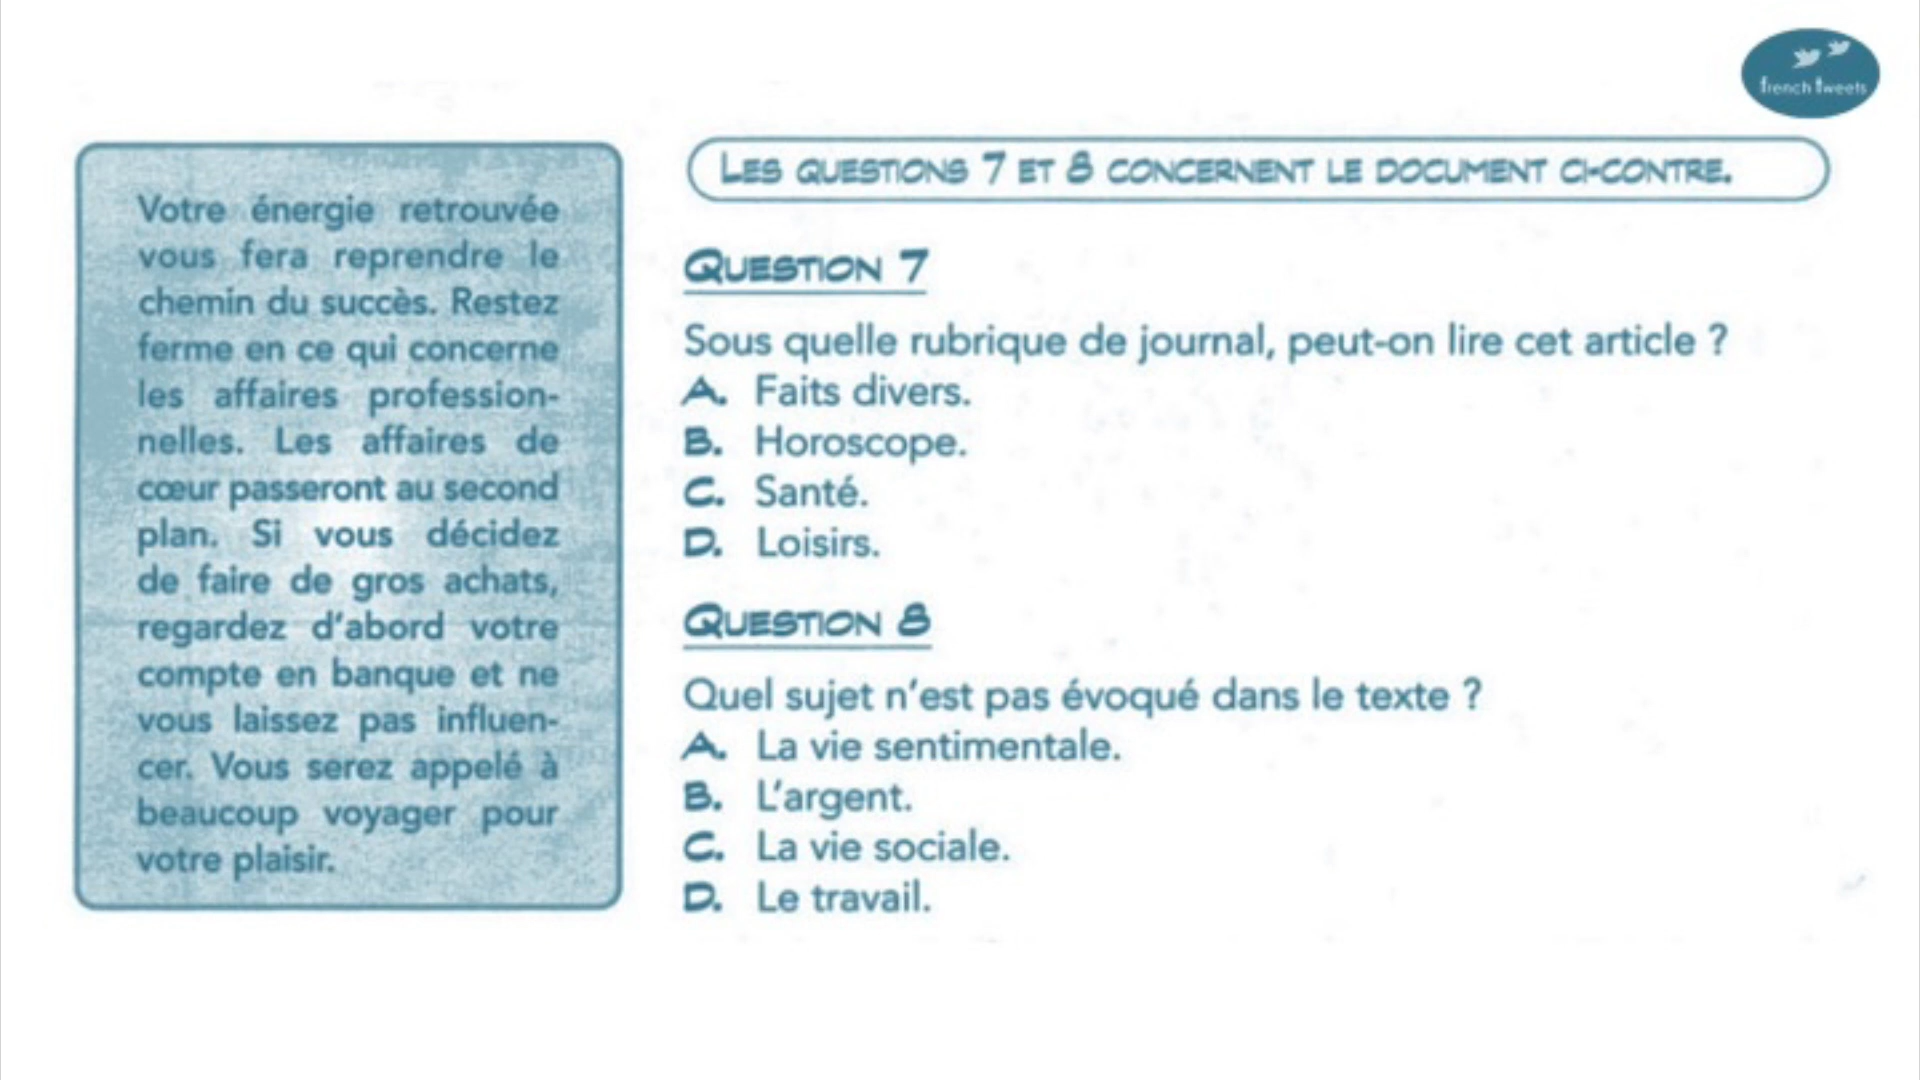 french tweets
Votre énergie retrouvée
vous fera reprendre le
chemin du succès. Restez
ferme en ce qui concerne
les affaires profession-
nelles. Les affaires de
cœur passeront au second
plan. Si vous décidez
de faire de gros achats,
regardez d'abord votre
compte en banque et ne
vous laissez pas influen-
cer. Vous serez appelé à
beaucoup voyager pour
votre plaisir.
LES QUESTIONS 7 ET 8 CONCERNENT LE DOCUMENT CI-CONTRE.
QUESTION 7
Sous quelle rubrique de journal, peut-on lire cet article ?
A. Faits divers.
B. Horoscope.
C. Santé.
D. Loisirs.
QUESTION 8
Quel sujet n'est pas évoqué dans le texte ?
A. La vie sentimentale.
B. L'argent.
C. La vie sociale.
D. Le travail.